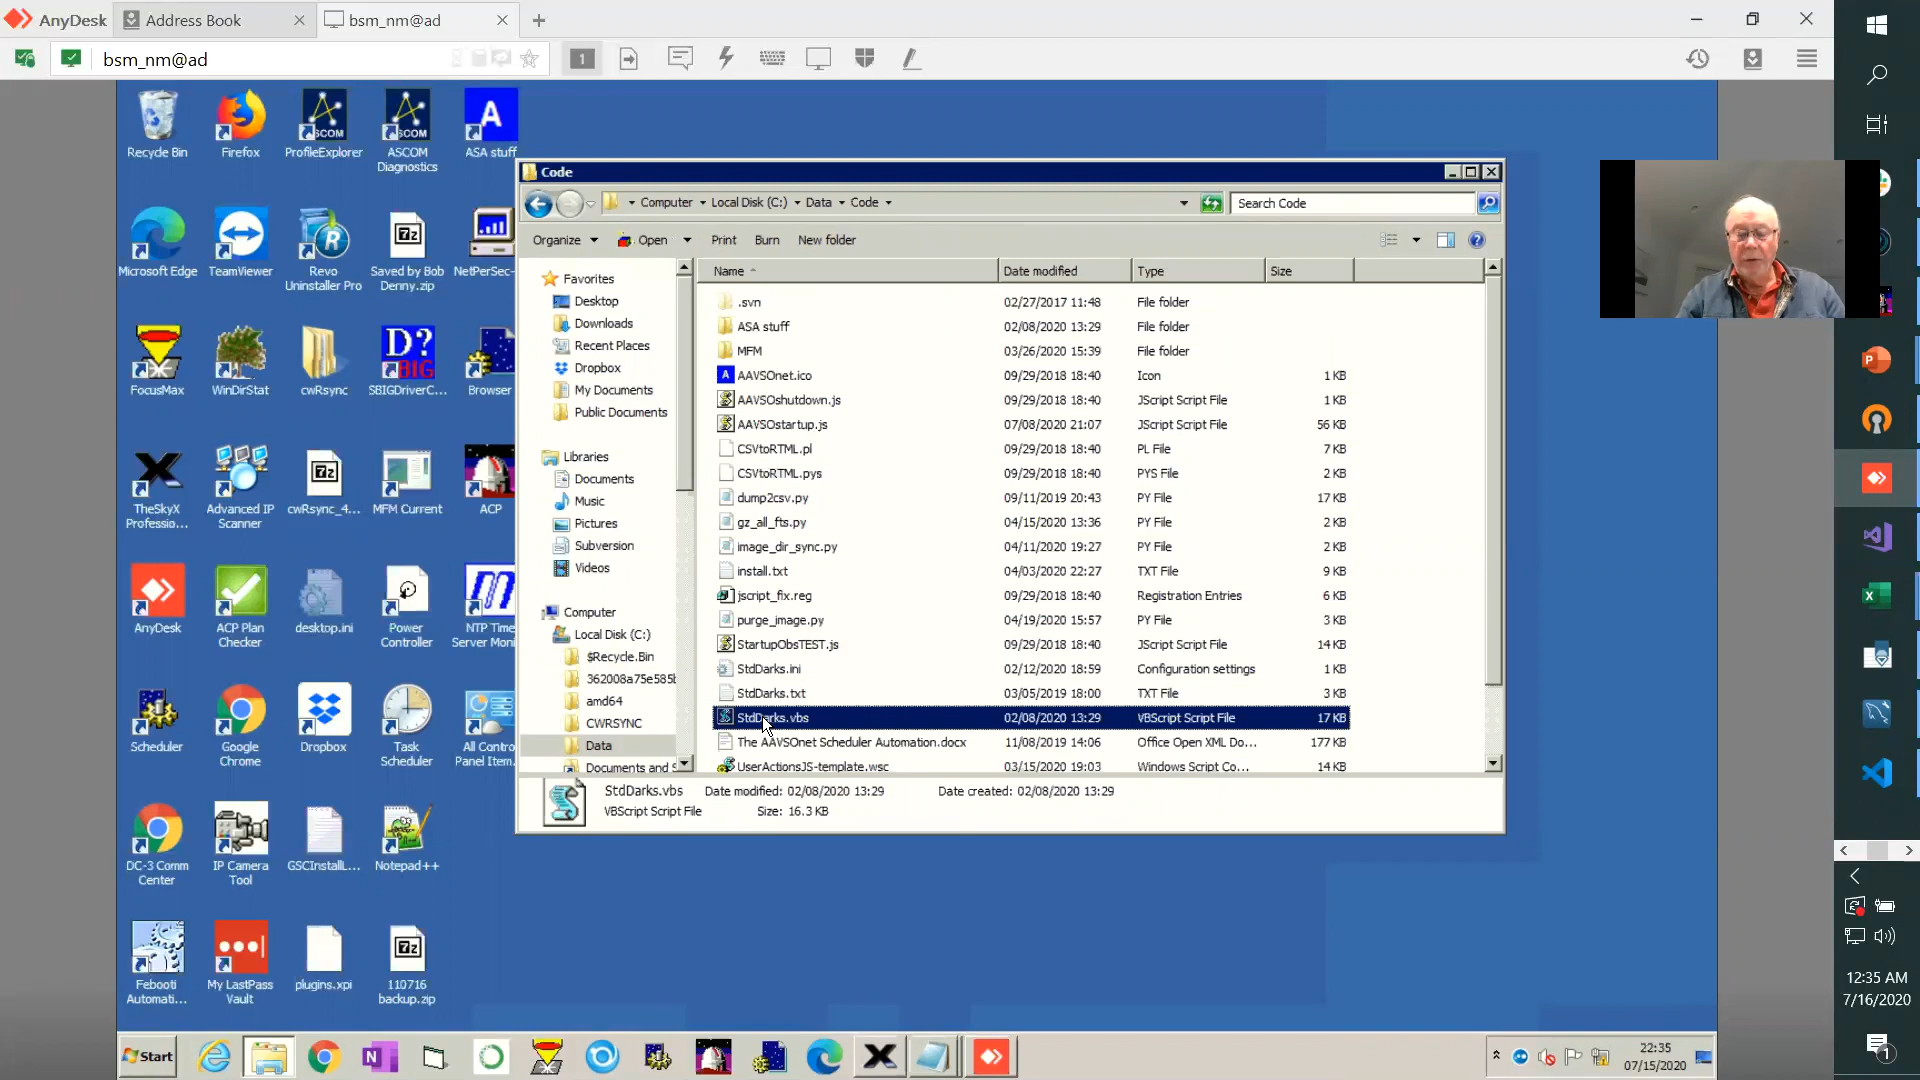 AnyDesk
Address Book
bsm_nm@ad
bsm_nm@ad
1
Recycle Bin
Firefox
ProfileExplorer
ASCOM
Diagnostics
ASA stuff
Microsoft Edge
TeamViewer
Revo
Uninstaller Pro
Saved by Bob
Denny.zip
NetPerSec-
FocusMax
WinDirStat
cwRsync
SBIGDriverC...
Browser
TheSkyX
Professio...
Advanced IP
Scanner
cwRsync_4...
MFM Current
ACP
AnyDesk
ACP Plan
Checker
desktop.ini
Power
Controller
NTP Time
Server Moni
Scheduler
Google
Chrome
Dropbox
Task
Scheduler
All Contro
Panel Item
DC-3 Comm
Center
IP Camera
Tool
GSCInstallL...
Notepad++
Febooti
Automati...
My LastPass
Vault
plugins.xpi
110716
backup.zip
Code
Computer
Local Disk (C:)
Data
Code
Search Code
Organize
Open
Print
Burn
New folder
Favorites
Desktop
Downloads
Recent Places
Dropbox
My Documents
Public Documents
Libraries
Documents
Music
Pictures
Subversion
Videos
Computer
Local Disk (C:)
$Recycle.Bin
362008a75e585b
amd64
CWRSYNC
Data
Documents and S
Name Date modified Type Size
.svn 02/27/2017 11:48 File folder
ASA stuff 02/08/2020 13:29 File folder
MFM 03/26/2020 15:39 File folder
AAVSOnet.ico 09/29/2018 18:40 Icon 1 KB
AAVSOshutdown.js 09/29/2018 18:40 JScript Script File 1 KB
AAVSOstartup.js 07/08/2020 21:07 JScript Script File 56 KB
CSVtoRTML.pl 09/29/2018 18:40 PL File 7 KB
CSVtoRTML.pys 09/29/2018 18:40 PYS File 2 KB
dump2csv.py 09/11/2019 20:43 PY File 17 KB
gz_all_fts.py 04/15/2020 13:36 PY File 2 KB
image_dir_sync.py 04/11/2020 19:27 PY File 2 KB
install.txt 04/03/2020 22:27 TXT File 9 KB
jscript_fix.reg 09/29/2018 18:40 Registration Entries 6 KB
purge_image.py 04/19/2020 15:57 PY File 3 KB
StartupObsTEST.js 09/29/2018 18:40 JScript Script File 14 KB
StdDarks.ini 02/12/2020 18:59 Configuration settings 1 KB
StdDarks.txt 03/05/2019 18:00 TXT File 3 KB
StdDarks.vbs 02/08/2020 13:29 VBScript Script File 17 KB
The AAVSOnet Scheduler Automation.docx 11/08/2019 14:06 Office Open XML Do... 177 KB
UserActionsJS-template.wsc 03/15/2020 19:03 Windows Script Co... 14 KB
StdDarks.vbs Date modified: 02/08/2020 13:29 Date created: 02/08/2020 13:29
VBScript Script File Size: 16.3 KB
Start
22:35
07/15/2020
12:35 AM
7/16/2020
1